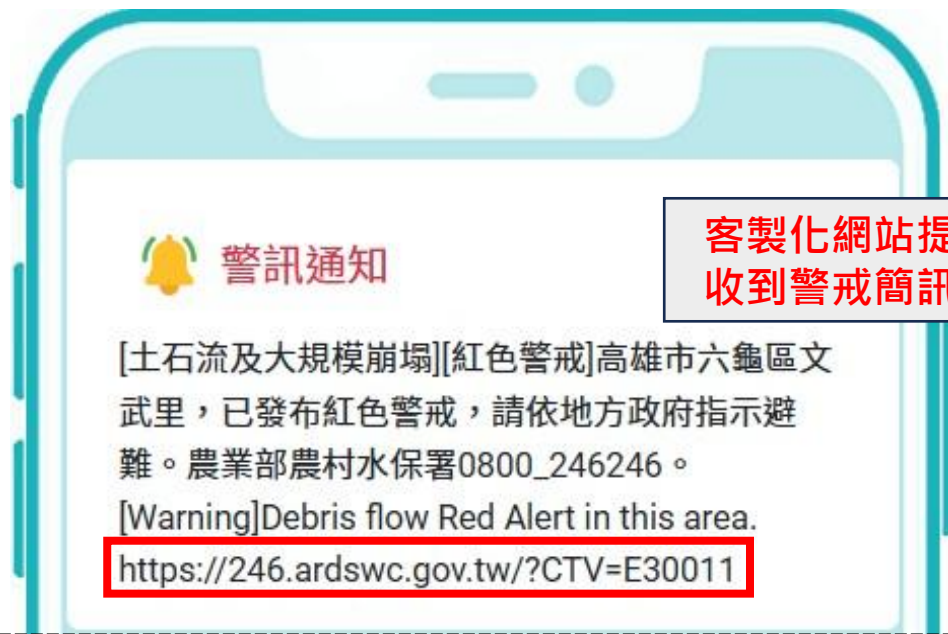 警訊通知
客製化網站提
收到警戒簡訊
[土石流及大規模崩塌][紅色警戒]高雄市六龜區文
武里，已發布紅色警戒，請依地方政府指示避
難。農業部農村水保署0800_246246。
[Warning]Debris flow Red Alert in this area.
https://246.ardswc.gov.tw/?CTV=E30011